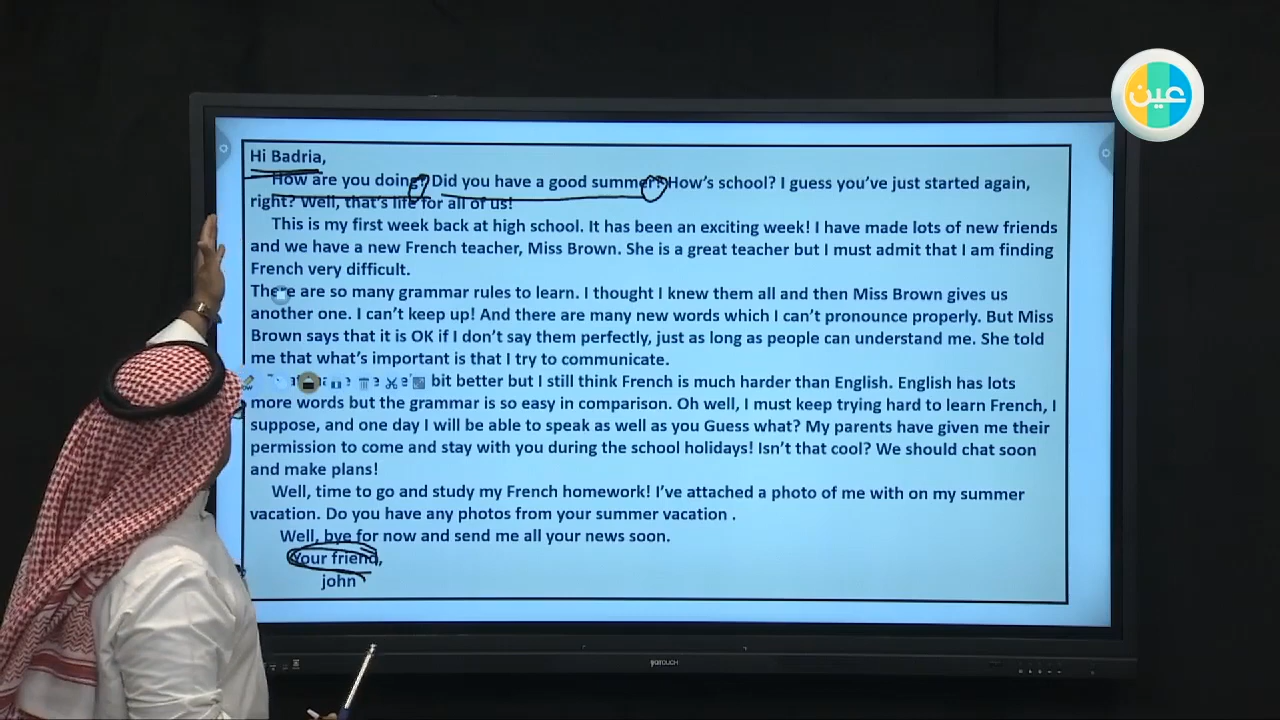 عين
Hi Badria,
How are you doing? Did you have a good summer? How's school? I guess you've just started again,
right? Well, that's life for all of us!
This is my first week back at high school. It has been an exciting week! I have made lots of new friends
and we have a new French teacher, Miss Brown. She is a great teacher but I must admit that I am finding
French very difficult.
There are so many grammar rules to learn. I thought I knew them all and then Miss Brown gives us
another one. I can't keep up! And there are many new words which I can't pronounce properly. But Miss
Brown says that it is OK if I don't say them perfectly, just as long as people can understand me. She told
me that what's important is that I try to communicate.
bit better but I still think French is much harder than English. English has lots
more words but the grammar is so easy in comparison. Oh well, I must keep trying hard to learn French, I
suppose, and one day I will be able to speak as well as you Guess what? My parents have given me their
permission to come and stay with you during the school holidays! Isn't that cool? We should chat soon
and make plans!
Well, time to go and study my French homework! I've attached a photo of me with on my summer
vacation. Do you have any photos from your summer vacation .
Well, bye for now and send me all your news soon.
Your friend,
john